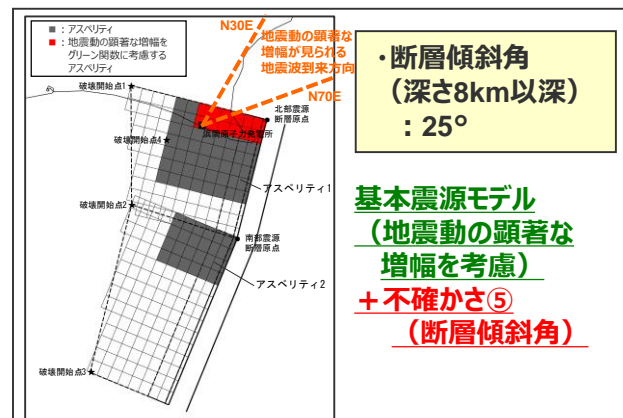 ■ : アスペリティ
■ : 地震動の顕著な増幅を
グリーン関数に考慮する
アスペリティ
N30E
地震動の顕著な
増幅が見られる
地震波到来方向
N70E
破壊開始点1
北部震源
断層原点
浜岡原子力発電所
破壊開始点4
アスペリティ1
破壊開始点2
南部震源
断層原点
アスペリティ2
破壊開始点3
・断層傾斜角
(深さ8km以深)
:25°
基本震源モデル
(地震動の顕著な
増幅を考慮)
+不確かさ⑤
(断層傾斜角)